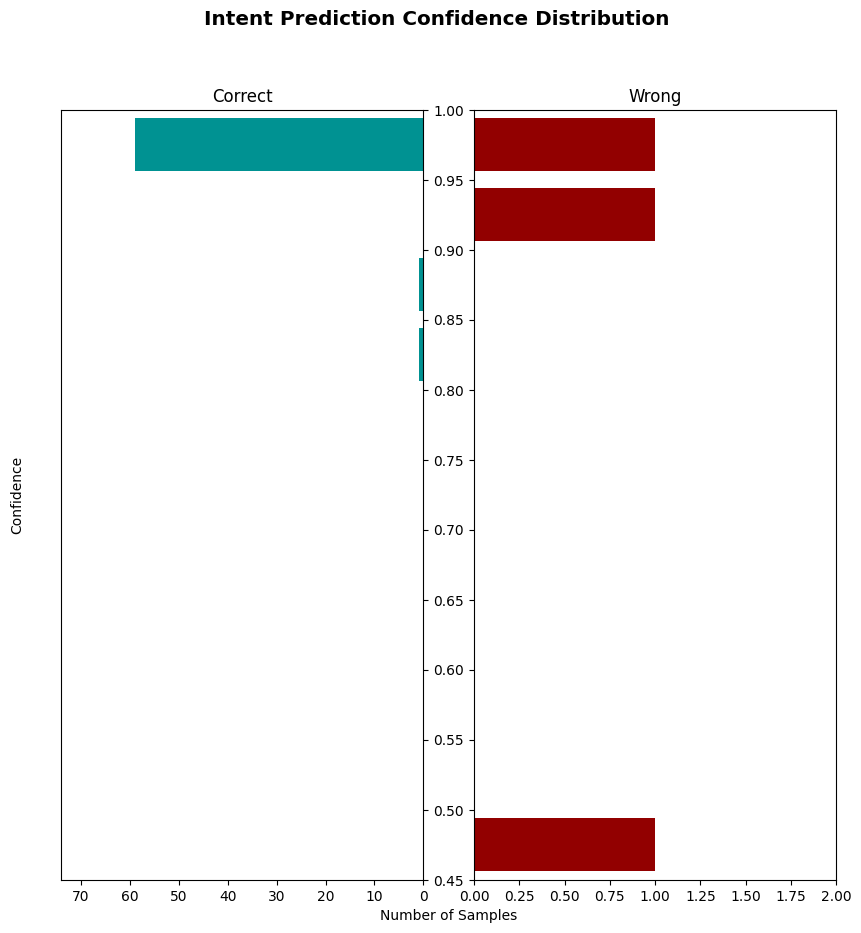 Intent Prediction Confidence Distribution
Correct
Wrong
1.00
0.95
0.90
0.85
0.80
0.75
0.70
0.65
0.60
0.55
0.50
0.45
Confidence
70 60 50 40 30 20 10 0
0.00 0.25 0.50 0.75 1.00 1.25 1.50 1.75 2.00
Number of Samples